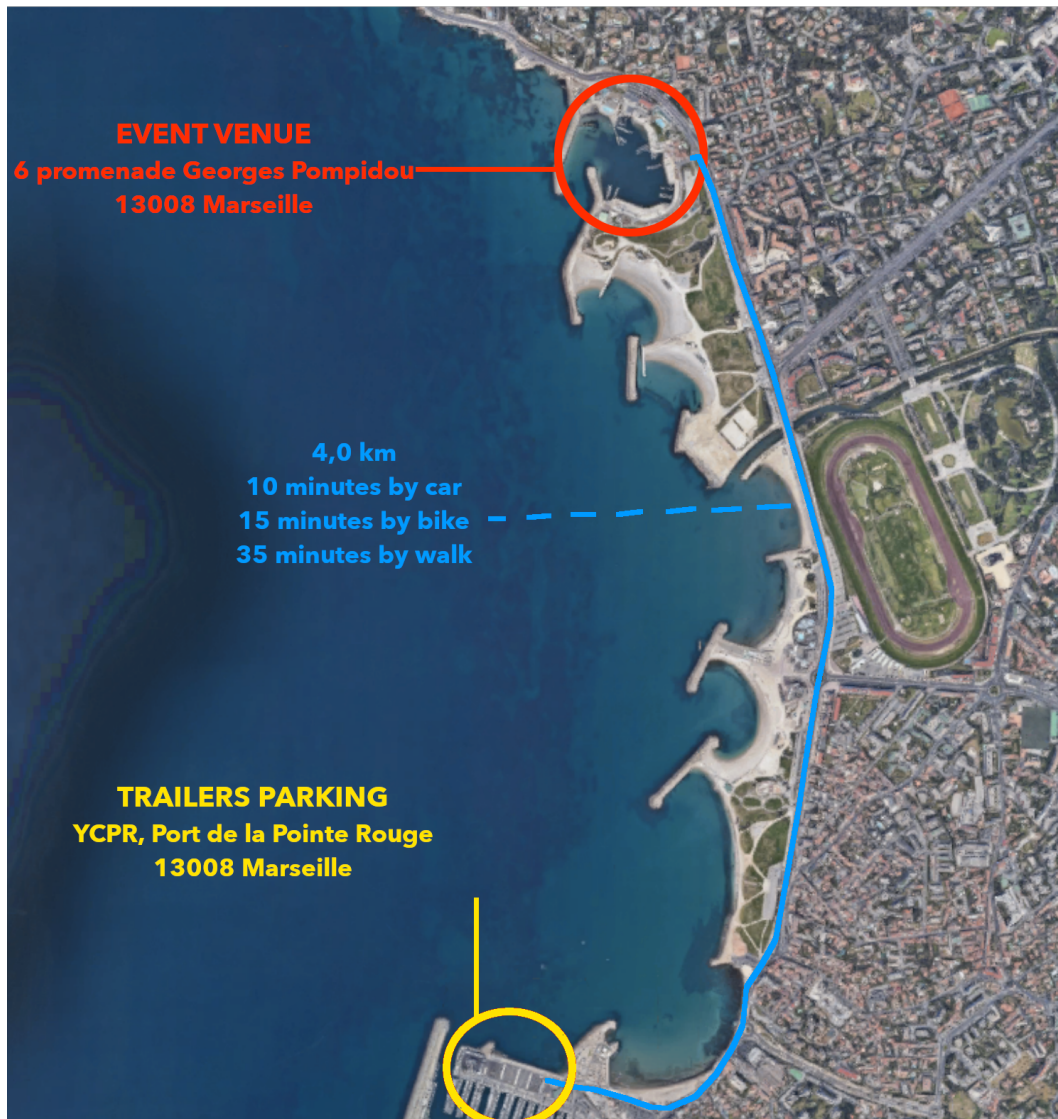 EVENT VENUE
6 promenade Georges Pompidou
13008 Marseille
4,0 km
10 minutes by car
15 minutes by bike
35 minutes by walk
TRAILERS PARKING
YCPR, Port de la Pointe Rouge
13008 Marseille